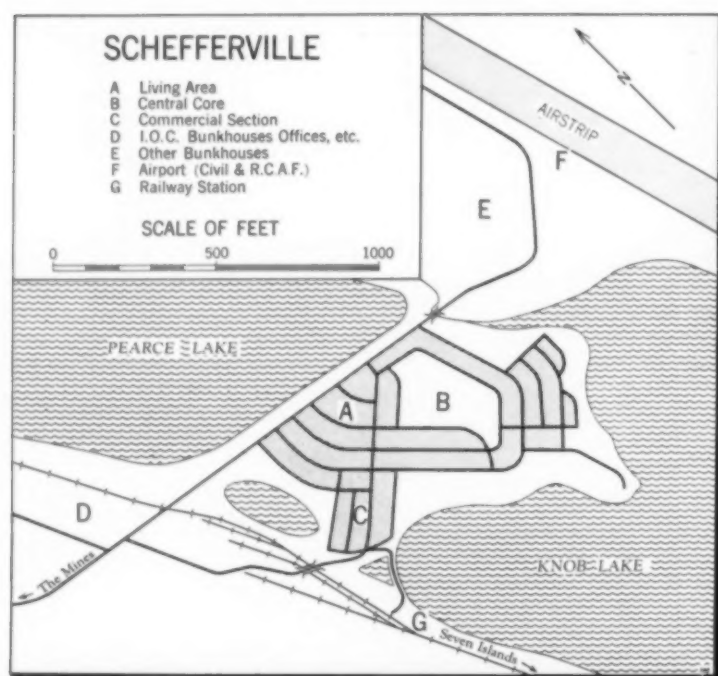 SCHEFFERVILLE
A Living Area
B Central Core
C Commercial Section
D I.O.C. Bunkhouses Offices, etc.
E Other Bunkhouses
F Airport (Civil & R.C.A.F.)
G Railway Station
SCALE OF FEET
0 500 1000
N
AIRSTRIP
F
E
PEARCE LAKE
A
B
C
D
The Mines
KNOB LAKE
G
Seven Islands